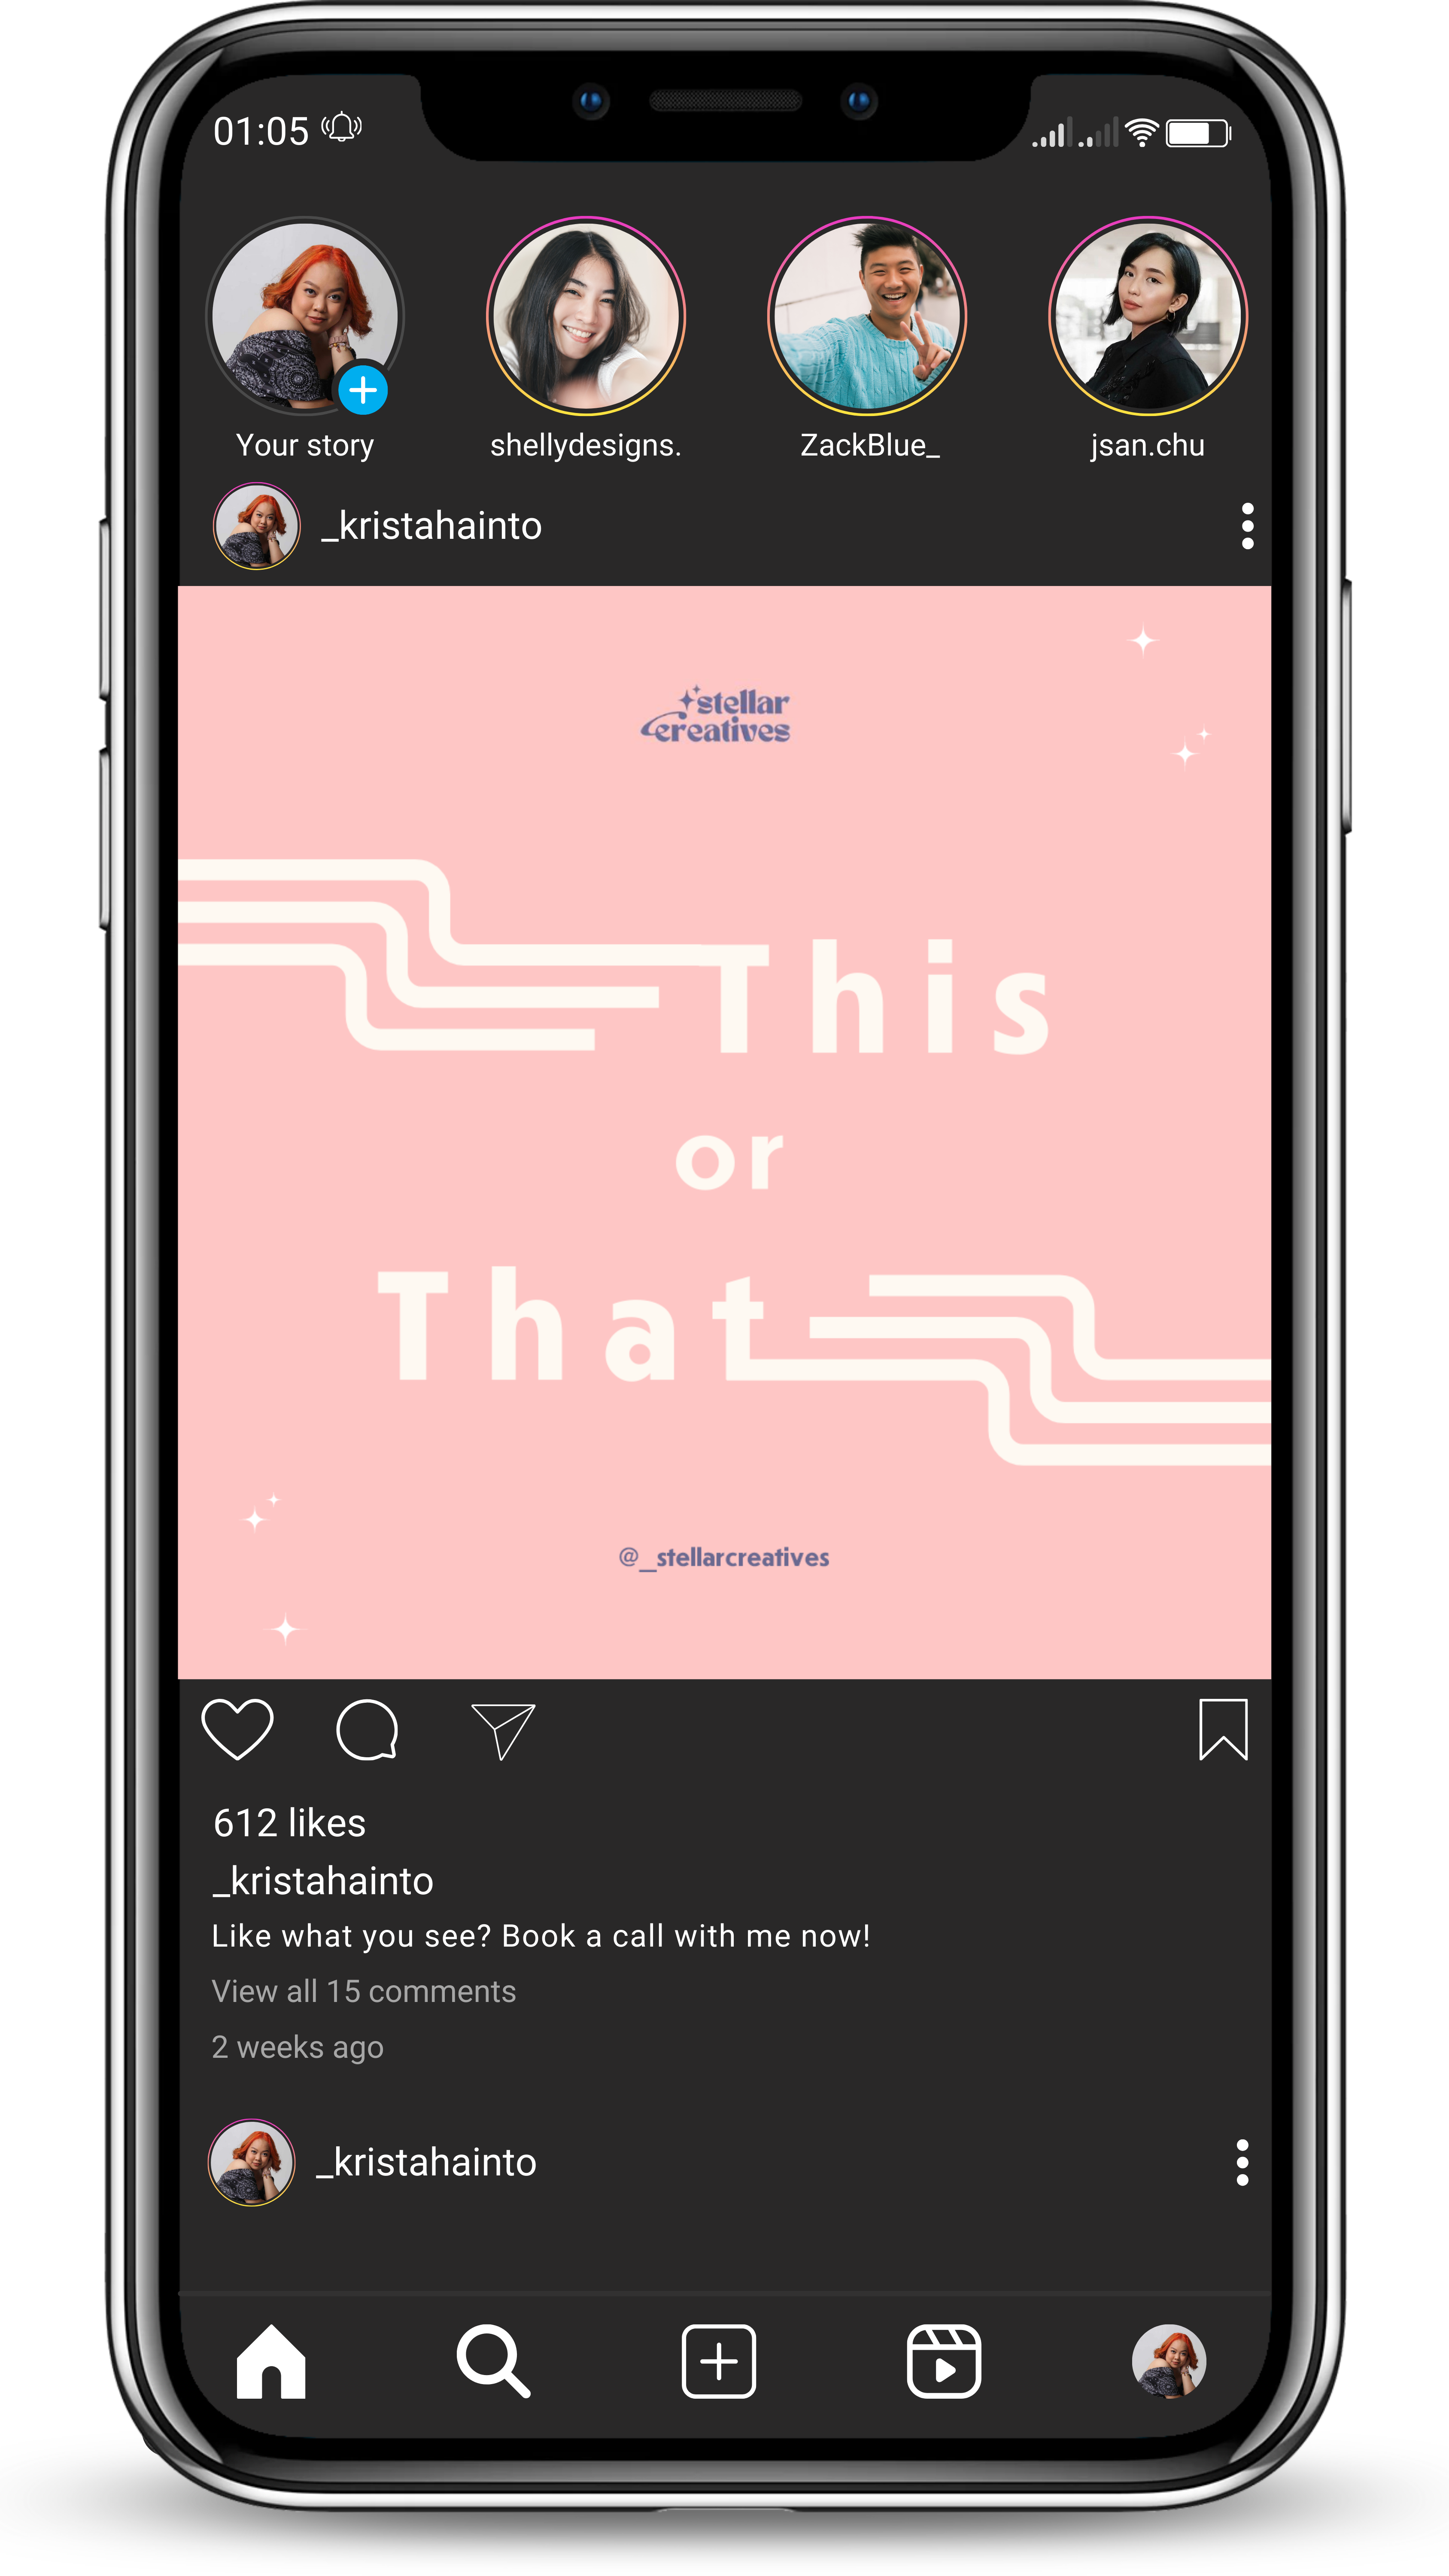 01:05
Your story
shellydesigns.
ZackBlue_
jsan.chu
_kristahainto
stellar
creatives
This
or
That
@_stellarcreatives
612 likes
_kristahainto
Like what you see? Book a call with me now!
View all 15 comments
2 weeks ago
_kristahainto